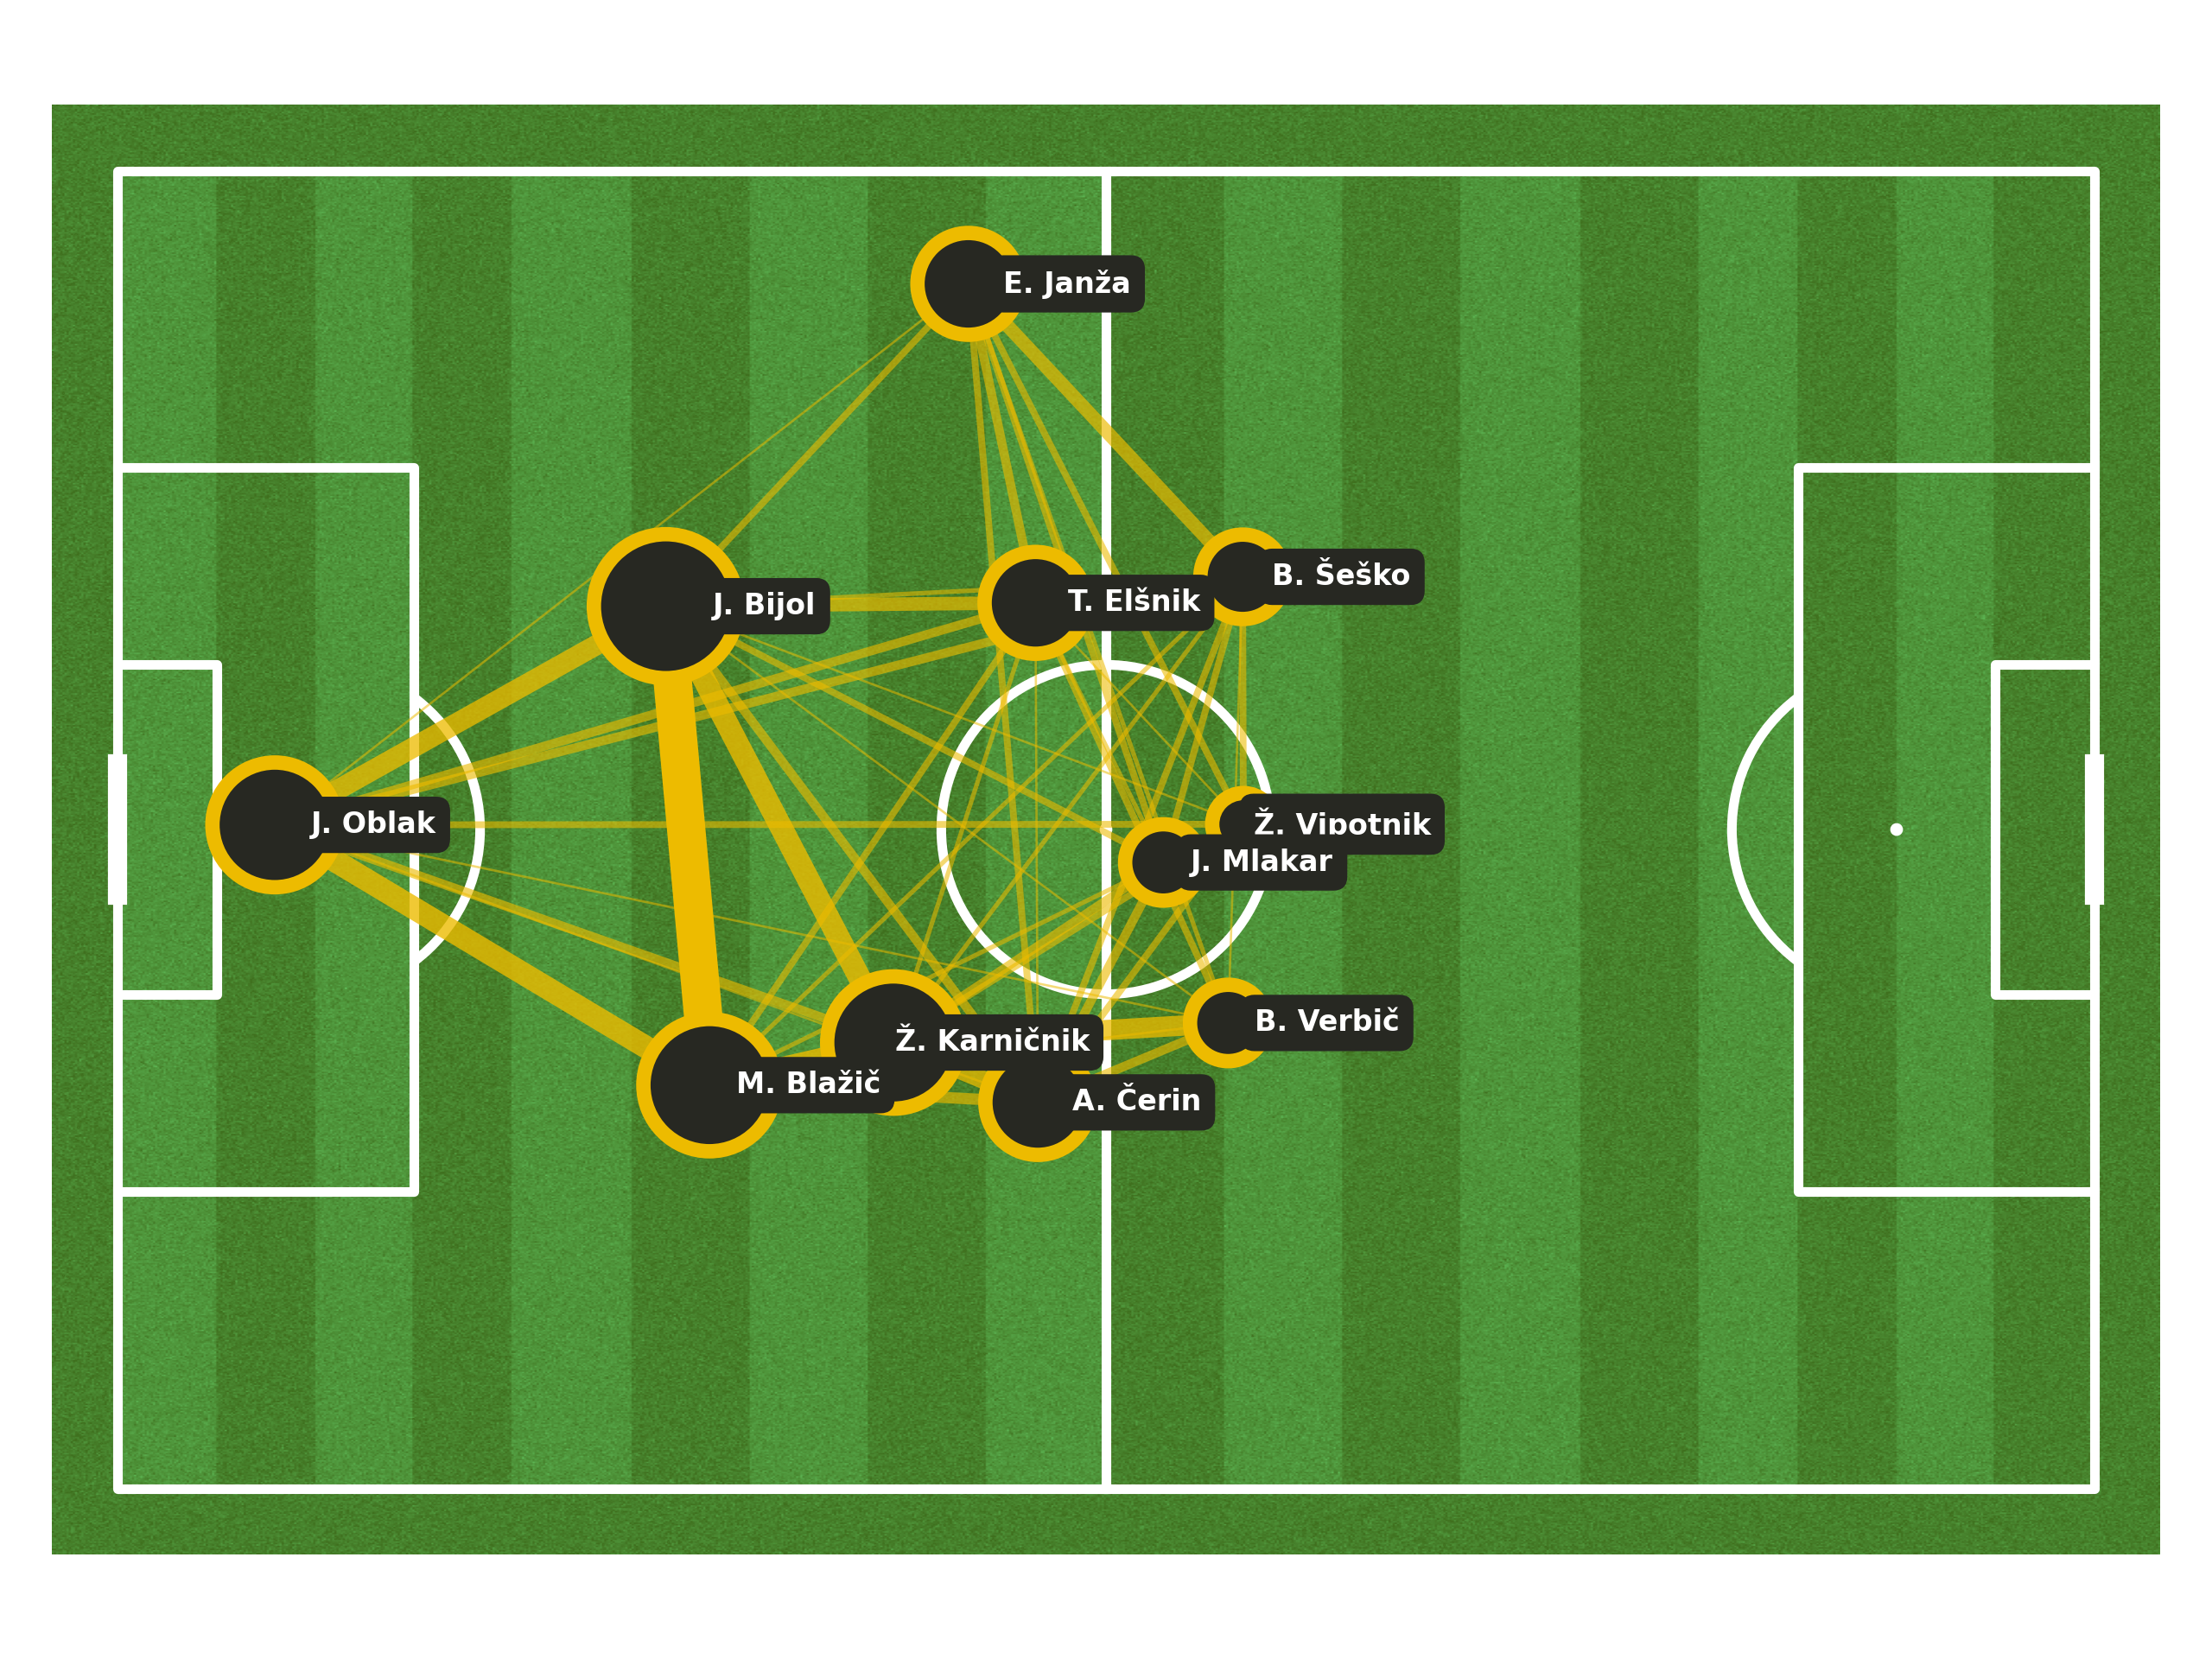 E. Janža
B. Šeško
T. Elšnik
J. Bijol
J. Oblak
Ž. Vipotnik
J. Mlakar
B. Verbič
Ž. Karničnik
M. Blažič
A. Čerin